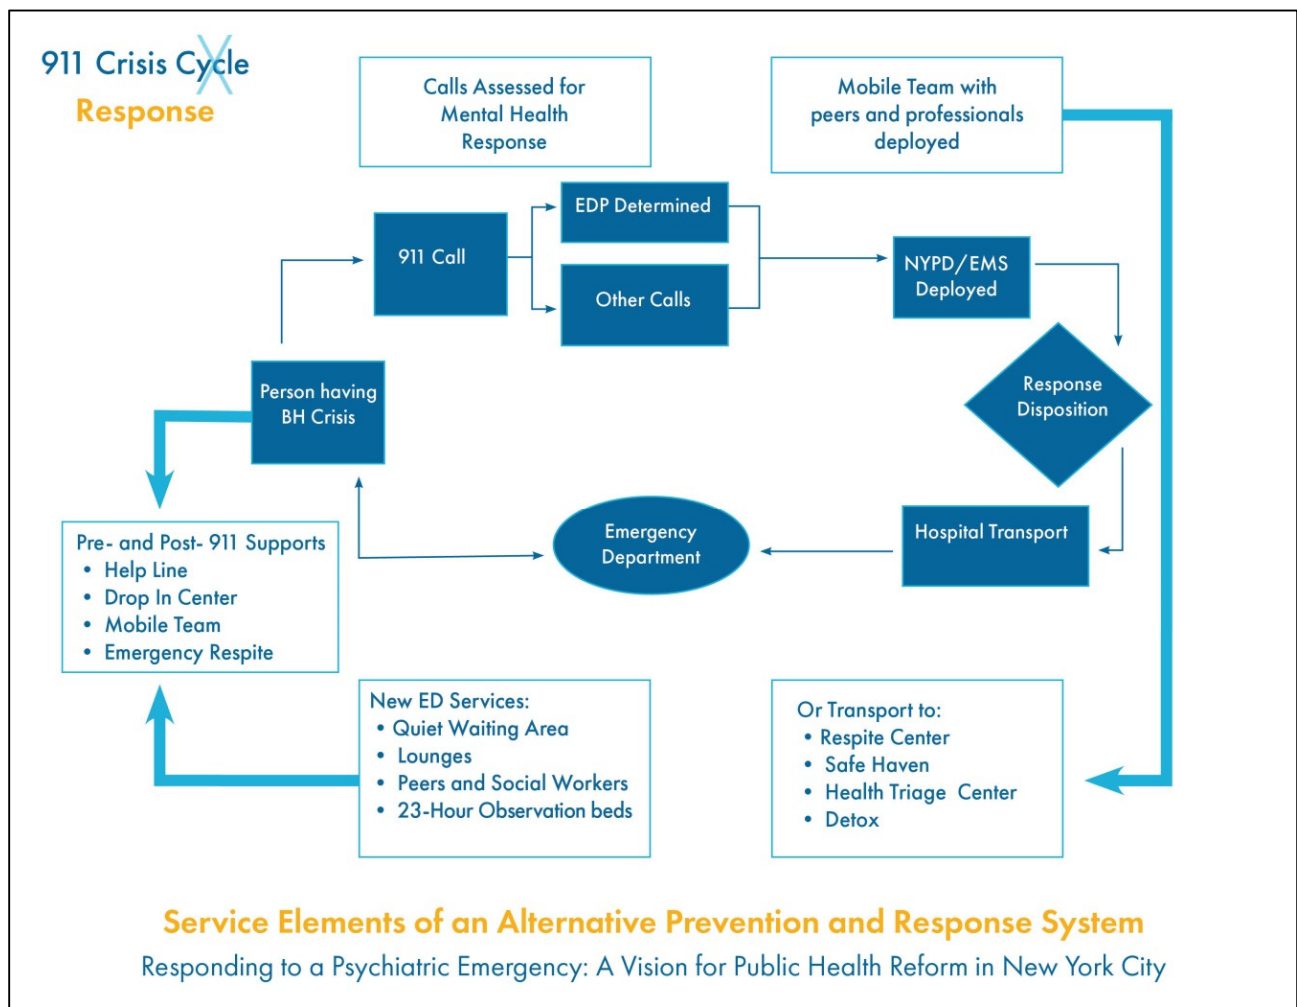 911 Crisis Cycle
Response
Calls Assessed for
Mental Health
Response
Mobile Team with
peers and professionals
deployed
911 Call
EDP Determined
Other Calls
NYPD/EMS
Deployed
Person having
BH Crisis
Response
Disposition
Emergency
Department
Hospital Transport
Pre- and Post- 911 Supports
• Help Line
• Drop In Center
• Mobile Team
• Emergency Respite
New ED Services:
• Quiet Waiting Area
• Lounges
• Peers and Social Workers
• 23-Hour Observation beds
Or Transport to:
• Respite Center
• Safe Haven
• Health Triage Center
• Detox
Service Elements of an Alternative Prevention and Response System
Responding to a Psychiatric Emergency: A Vision for Public Health Reform in New York City